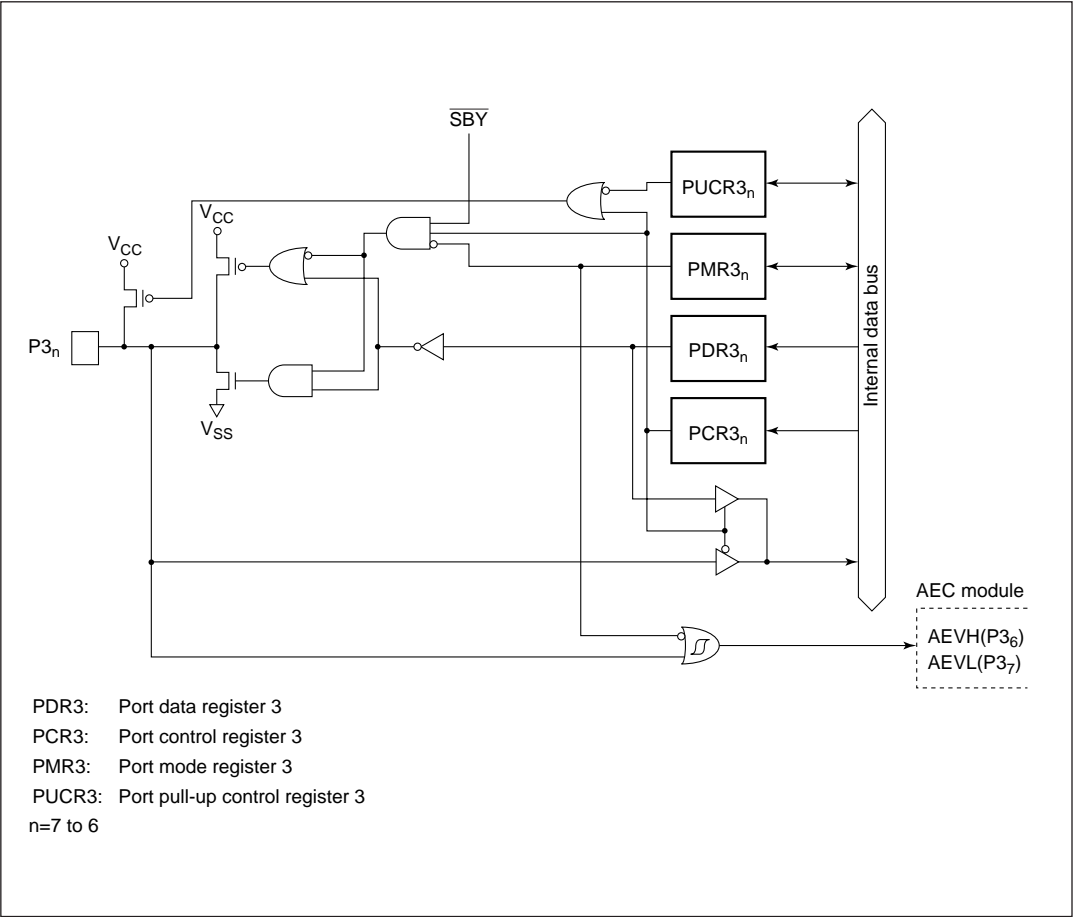 SBY
PUCR3n
VCC
VCC
PMR3n
Internal data bus
P3n
PDR3n
VSS
PCR3n
AEC module
AEVH(P36)
AEVL(P37)
PDR3: Port data register 3
PCR3: Port control register 3
PMR3: Port mode register 3
PUCR3: Port pull-up control register 3
n=7 to 6